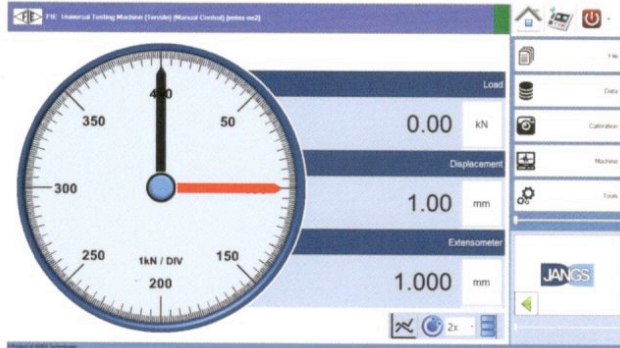 FIE
FIE Universal Testing Machine (Tensile) (Manual Control)
File
Load
Data
350
50
0.00 kN
Calibration
Displacement
Machine
300
1.00 mm
Tools
Extensometer
250
150
1kN / DIV
200
1.000 mm
JANGS
2x